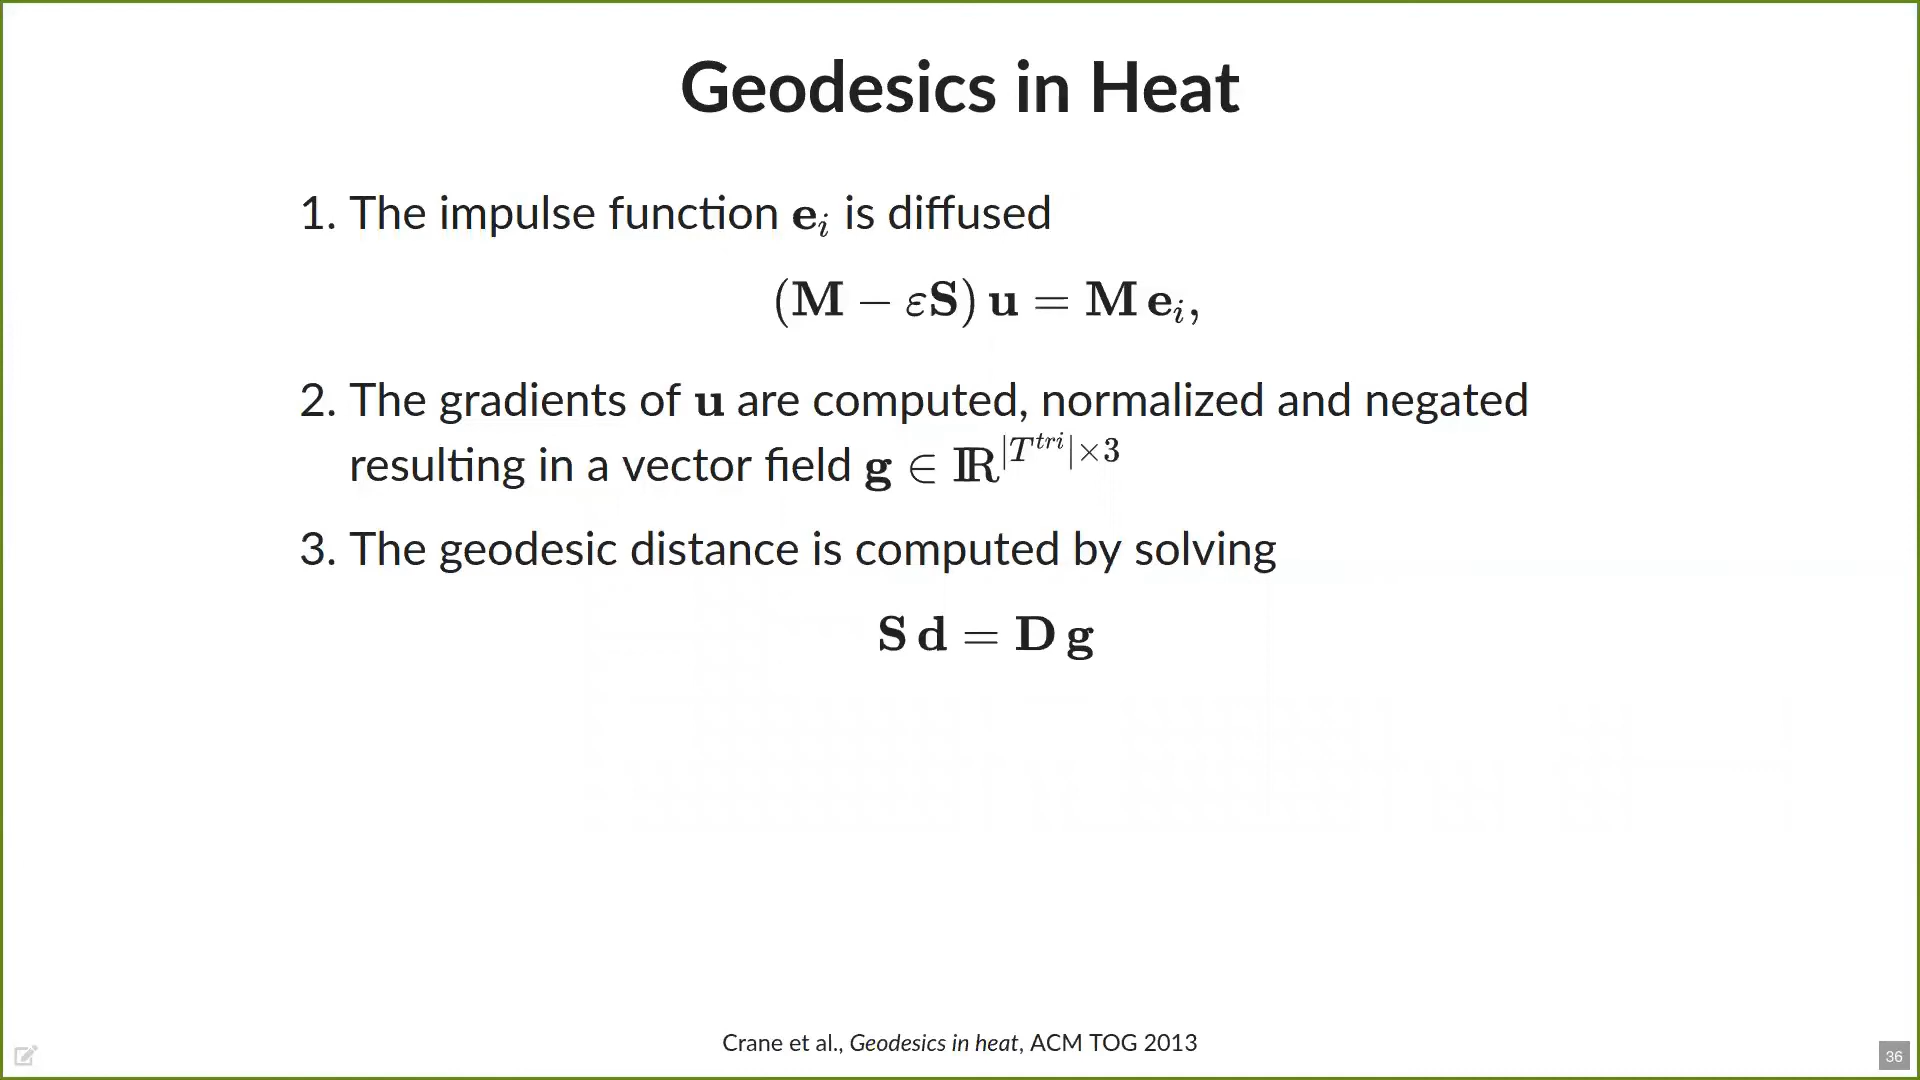 Geodesics in Heat
1. The impulse function 𝐞ᵢ is diffused
(𝐌 − ε𝐒) 𝐮 = 𝐌 𝐞ᵢ,
2. The gradients of 𝐮 are computed, normalized and negated
resulting in a vector field 𝐠 ∈ ℝ^{|T^{tri}|×3}
3. The geodesic distance is computed by solving
𝐒 𝐝 = 𝐃 𝐠
Crane et al., Geodesics in heat, ACM TOG 2013
36